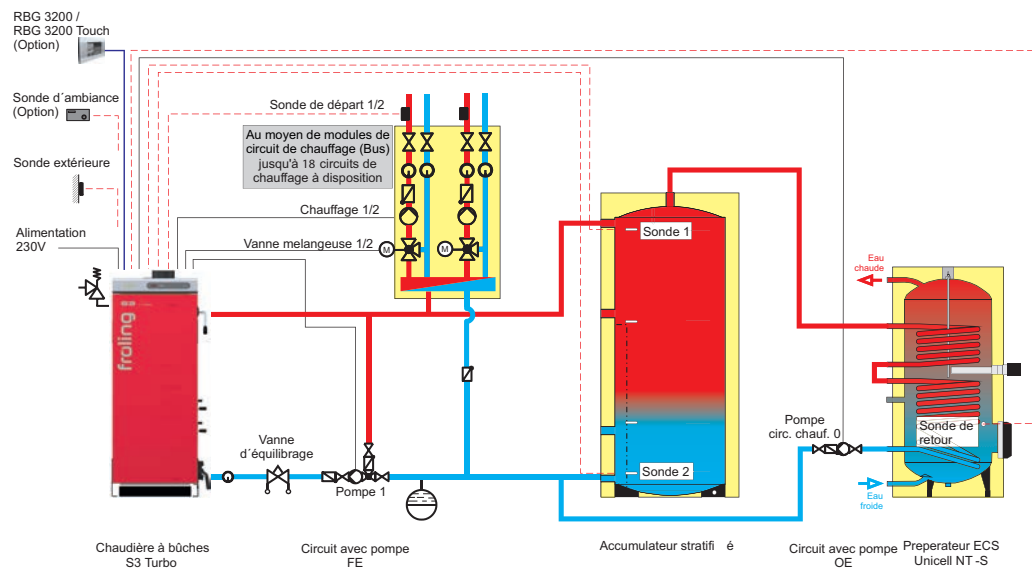 RBG 3200 /
RBG 3200 Touch
(Option)
Sonde d´ambiance
(Option)
Sonde extérieure
Alimentation
230V
Sonde de départ 1/2
Au moyen de modules de
circuit de chauffage (Bus)
jusqu'à 18 circuits de
chauffage à disposition
Chauffage 1/2
Vanne melangeuse 1/2
M
M
froling
Vanne
d´équilibrage
Pompe 1
Sonde 1
Sonde 2
Eau
chaude
Pompe
circ. chauf. 0
Sonde de
retour
Eau
froide
Chaudière à bûches
S3 Turbo
Circuit avec pompe
FE
Accumulateur stratifi é
Circuit avec pompe
OE
Preperateur ECS
Unicell NT -S